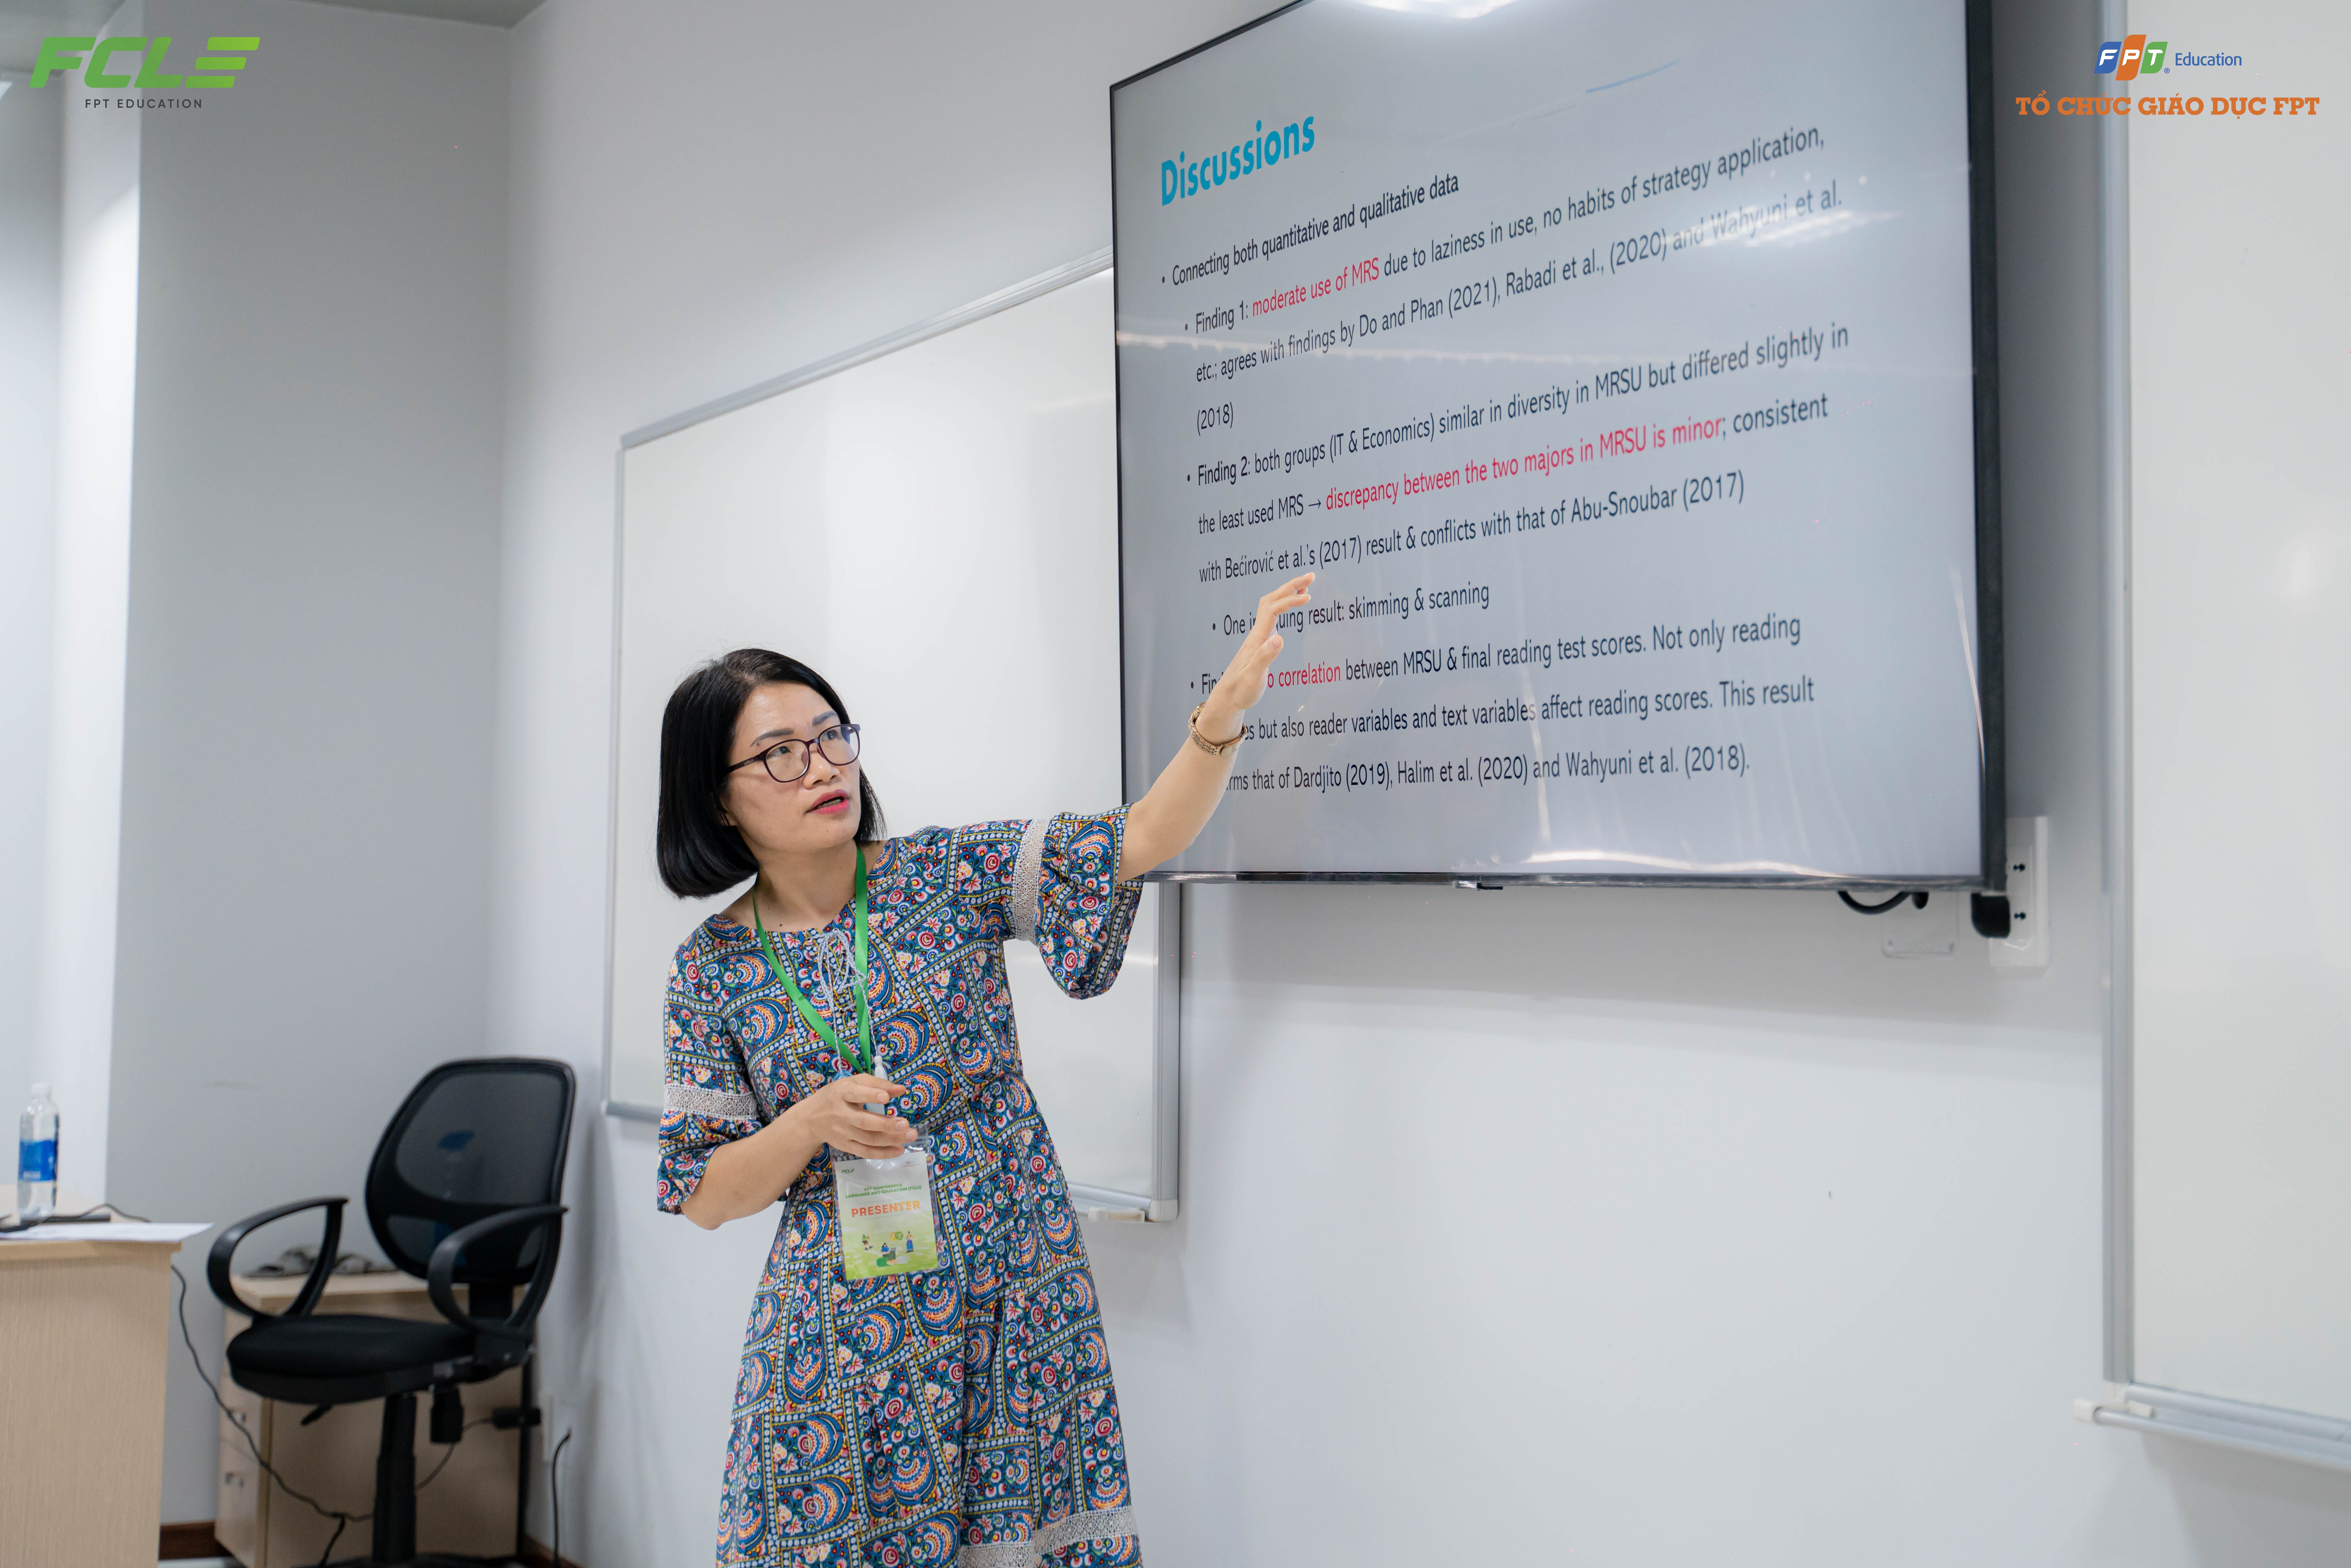 FCLE
FPT EDUCATION
FPT Education
TỔ CHỨC GIÁO DỤC FPT
Discussions
• Connecting both quantitative and qualitative data
• Finding 1: moderate use of MRS due to laziness in use, no habits of strategy application,
etc.; agrees with findings by Do and Phan (2021), Rabadi et al., (2020) and Wahyuni et al.
(2018)
• Finding 2: both groups (IT & Economics) similar in diversity in MRSU but differed slightly in
the least used MRS → discrepancy between the two majors in MRSU is minor; consistent
with Bećirović et al.'s (2017) result & conflicts with that of Abu-Snoubar (2017)
• One result: skimming & scanning
• correlation between MRSU & final reading test scores. Not only reading
but also reader variables and text variables affect reading scores. This result
that of Dardjito (2019), Halim et al. (2020) and Wahyuni et al. (2018).
FCLE
LANGUAGE AND EDUCATION (FCLE)
PRESENTER